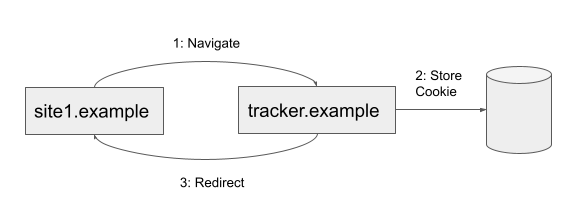 1: Navigate
site1.example
tracker.example
2: Store
Cookie
3: Redirect